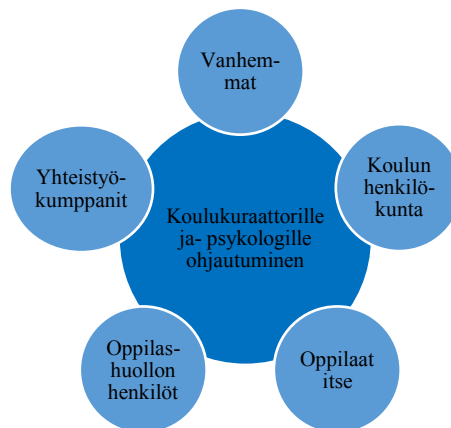 Vanhem-
mat
Yhteistyö-
kumppanit
Koulun
henkilö-
kunta
Koulukuraattorille
ja- psykologille
ohjautuminen
Oppilas-
huollon
henkilöt
Oppilaat
itse